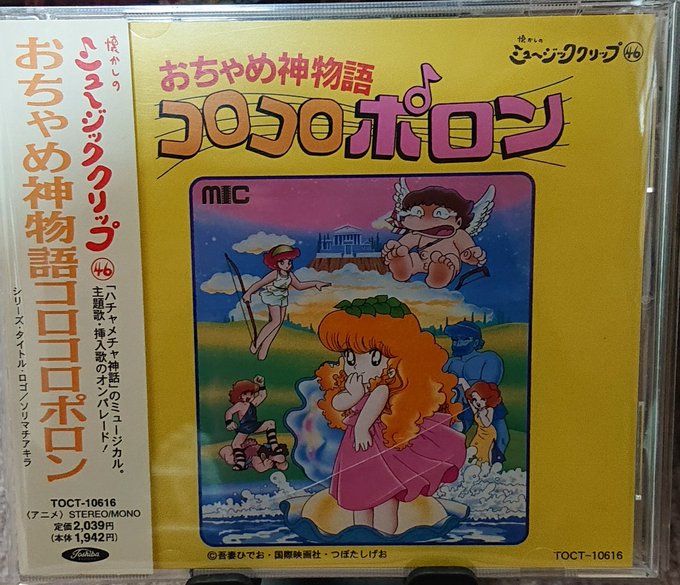 懐かしの
ミュージッククリップ㊻
おちゃめ神物語コロコロポロン
「ハチャメチャ神話」のミュージカル。
主題歌・挿入歌のオンパレード！
シリーズ・タイトル・ロゴ／ソリマチアキラ
TOCT-10616
〈アニメ〉STEREO/MONO
定価2,039円
(本体1,942円)
Toshiba
懐かしの
ミュージッククリップ㊻
おちゃめ神物語
コロコロポロン
mic
©吾妻ひでお・国際映画社・つぼたしげお
TOCT-10616